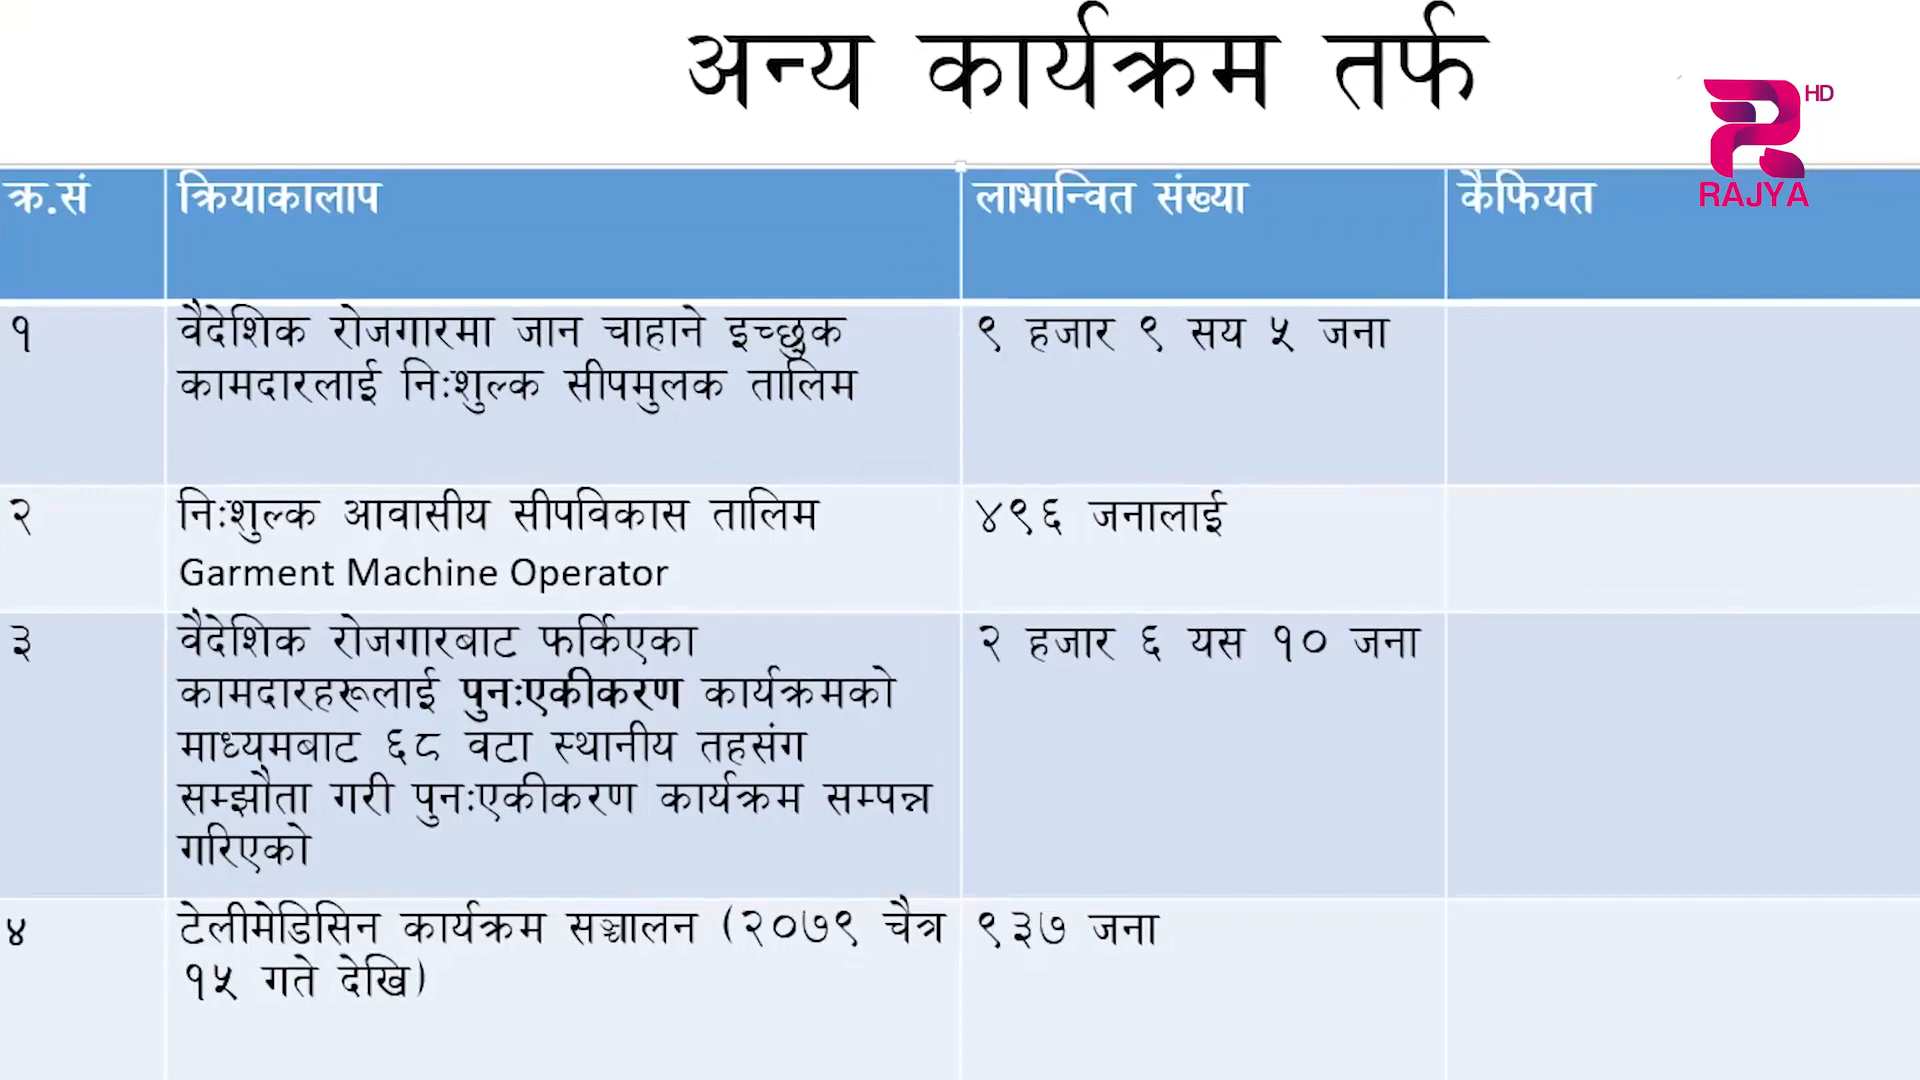 अन्य कार्यक्रम तर्फ
HD
RAJYA
क्र.सं क्रियाकालाप लाभान्वित संख्या कैफियत
१ वैदेशिक रोजगारमा जान चाहाने इच्छुक ९ हजार ९ सय ५ जना
कामदारलाई निःशुल्क सीपमुलक तालिम
२ निःशुल्क आवासीय सीपविकास तालिम ४९६ जनालाई
Garment Machine Operator
३ वैदेशिक रोजगारबाट फर्किएका २ हजार ६ यस १० जना
कामदारहरूलाई पुनःएकीकरण कार्यक्रमको
माध्यमबाट ६८ वटा स्थानीय तहसंग
सम्झौता गरी पुनःएकीकरण कार्यक्रम सम्पन्न
गरिएको
४ टेलीमेडिसिन कार्यक्रम सञ्चालन (२०७९ चैत्र ९३७ जना
१५ गते देखि)